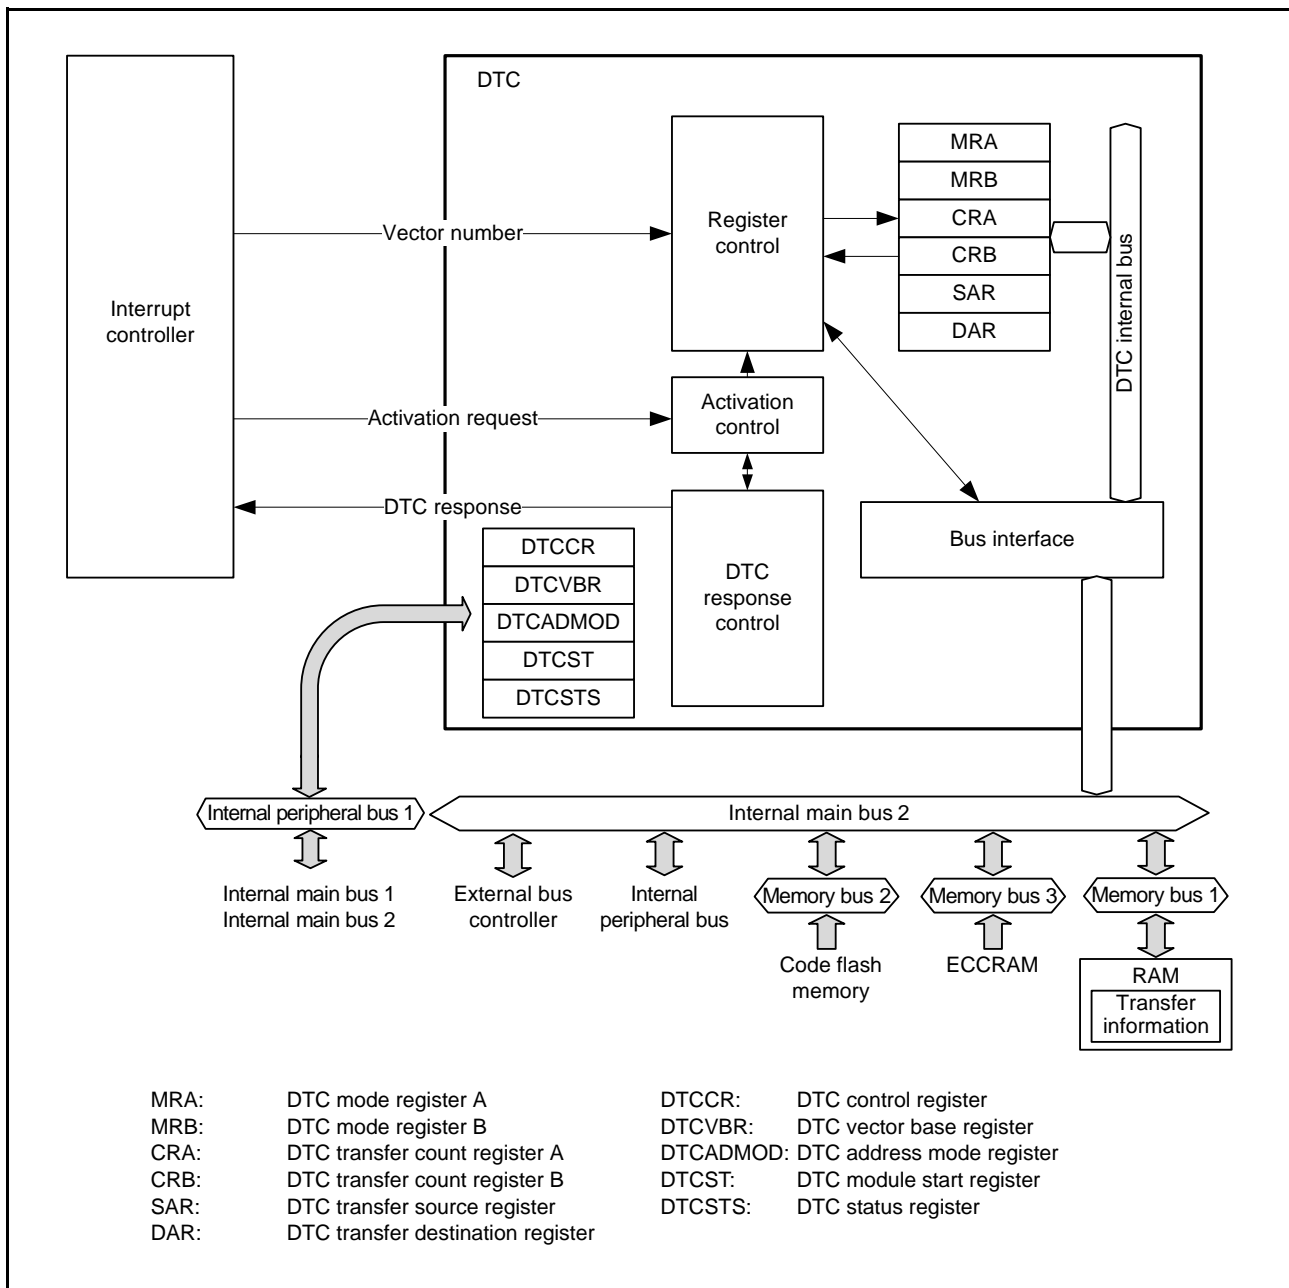 DTC
MRA
MRB
CRA
CRB
SAR
DAR
Register
control
Vector number
DTC internal bus
Interrupt
controller
Activation request
Activation
control
DTC response
Bus interface
DTCCR
DTCVBR
DTCADMOD
DTCST
DTCSTS
DTC
response
control
Internal peripheral bus 1
Internal main bus 2
Internal main bus 1
Internal main bus 2
External bus
controller
Internal
peripheral bus
Memory bus 2
Memory bus 3
Memory bus 1
Code flash
memory
ECCRAM
RAM
Transfer
information
MRA: DTC mode register A
MRB: DTC mode register B
CRA: DTC transfer count register A
CRB: DTC transfer count register B
SAR: DTC transfer source register
DAR: DTC transfer destination register
DTCCR: DTC control register
DTCVBR: DTC vector base register
DTCADMOD: DTC address mode register
DTCST: DTC module start register
DTCSTS: DTC status register